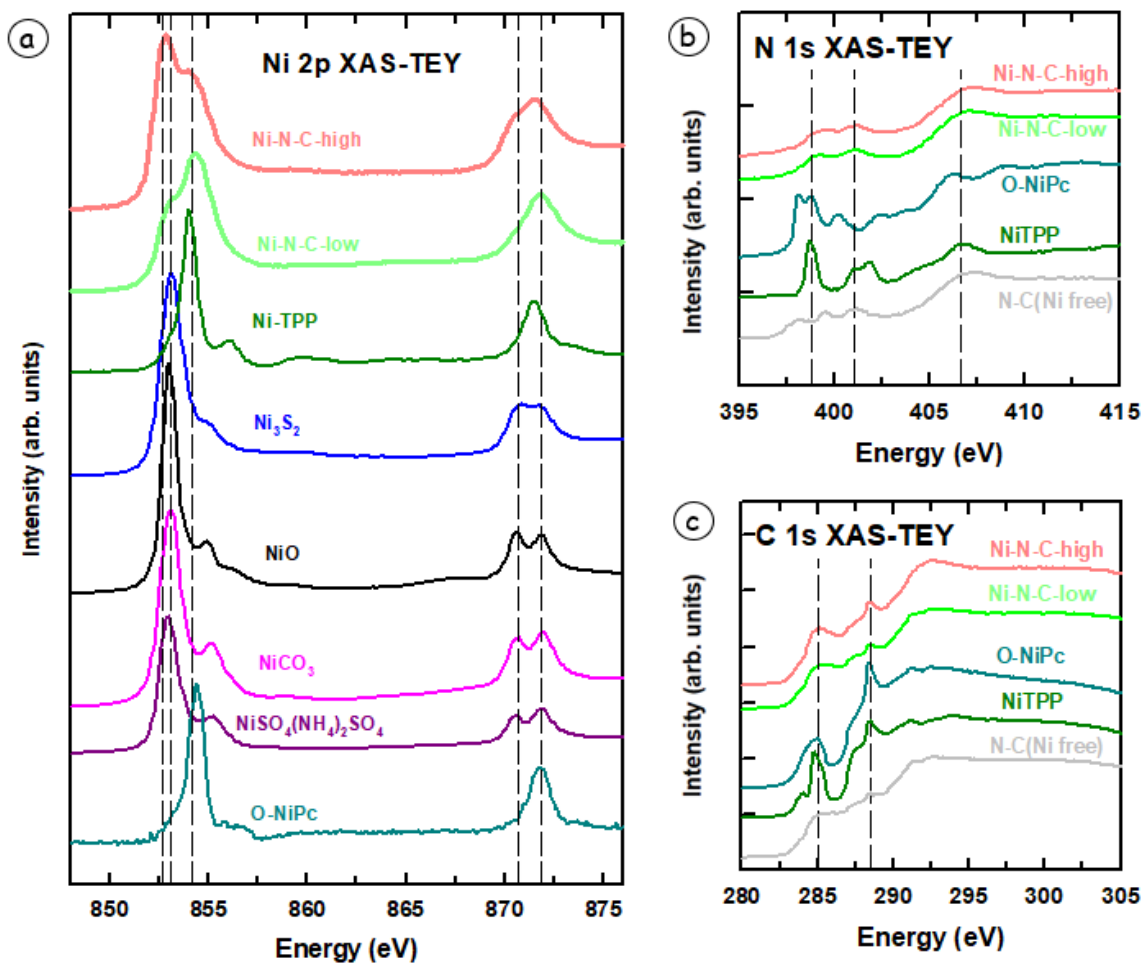 a
Ni 2p XAS-TEY
Ni-N-C-high
Ni-N-C-low
Ni-TPP
Ni₃S₂
NiO
NiCO₃
NiSO₄(NH₄)₂SO₄
O-NiPc
Intensity (arb. units)
850 855 860 865 870 875
Energy (eV)
b
N 1s XAS-TEY
Ni-N-C-high
Ni-N-C-low
O-NiPc
NiTPP
N-C(Ni free)
Intensity (arb. units)
395 400 405 410 415
Energy (eV)
c
C 1s XAS-TEY
Ni-N-C-high
Ni-N-C-low
O-NiPc
NiTPP
N-C(Ni free)
Intensity (arb. units)
280 285 290 295 300 305
Energy (eV)